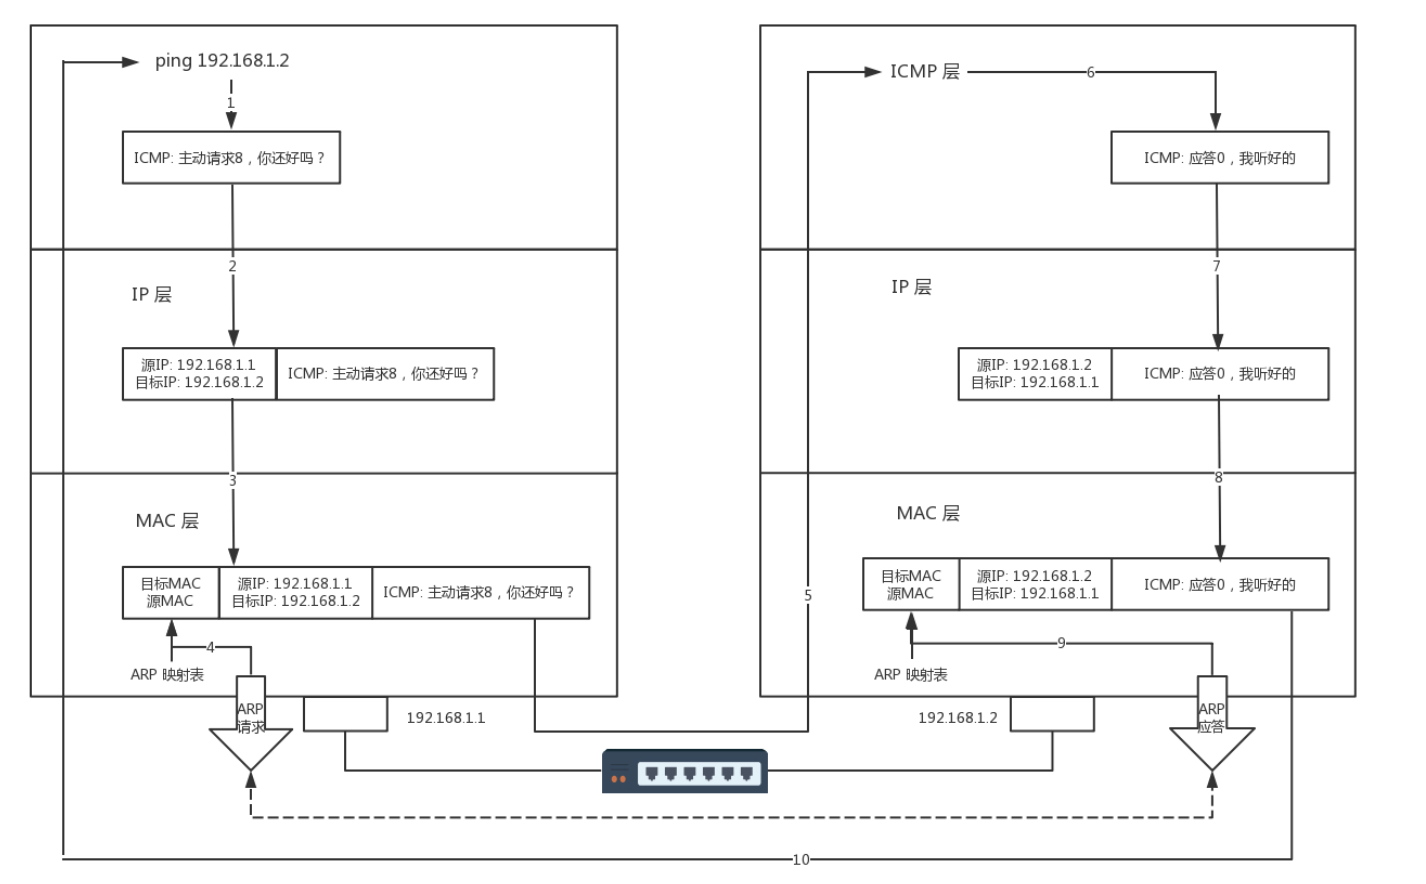 ping 192.168.1.2
1
ICMP: 主动请求8，你还好吗？
2
IP 层
源IP: 192.168.1.1
目标IP: 192.168.1.2
ICMP: 主动请求8，你还好吗？
3
MAC 层
目标MAC
源MAC
源IP: 192.168.1.1
目标IP: 192.168.1.2
ICMP: 主动请求8，你还好吗？
4
ARP 映射表
ARP
请求
192.168.1.1
5
ICMP 层
6
ICMP: 应答0，我听好的
7
IP 层
源IP: 192.168.1.2
目标IP: 192.168.1.1
ICMP: 应答0，我听好的
8
MAC 层
目标MAC
源MAC
源IP: 192.168.1.2
目标IP: 192.168.1.1
ICMP: 应答0，我听好的
9
ARP 映射表
ARP
应答
192.168.1.2
10